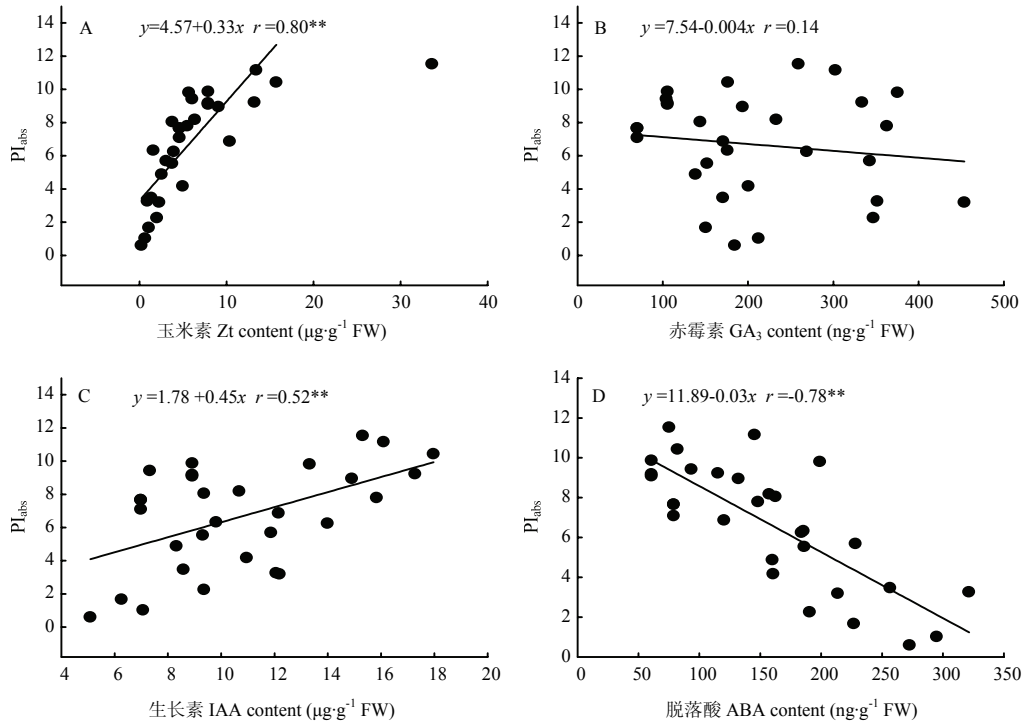 A y=4.57+0.33x r=0.80**
PI_abs
14
12
10
8
6
4
2
0
0 10 20 30 40
玉米素 Zt content (μg·g⁻¹ FW)
B y=7.54-0.004x r=0.14
PI_abs
14
12
10
8
6
4
2
0
0 100 200 300 400 500
赤霉素 GA₃ content (ng·g⁻¹ FW)
C y =1.78 +0.45x r =0.52**
PI_abs
14
12
10
8
6
4
2
0
4 6 8 10 12 14 16 18 20
生长素 IAA content (μg·g⁻¹ FW)
D y=11.89-0.03x r=-0.78**
PI_abs
14
12
10
8
6
4
2
0
0 50 100 150 200 250 300 350
脱落酸 ABA content (ng·g⁻¹ FW)